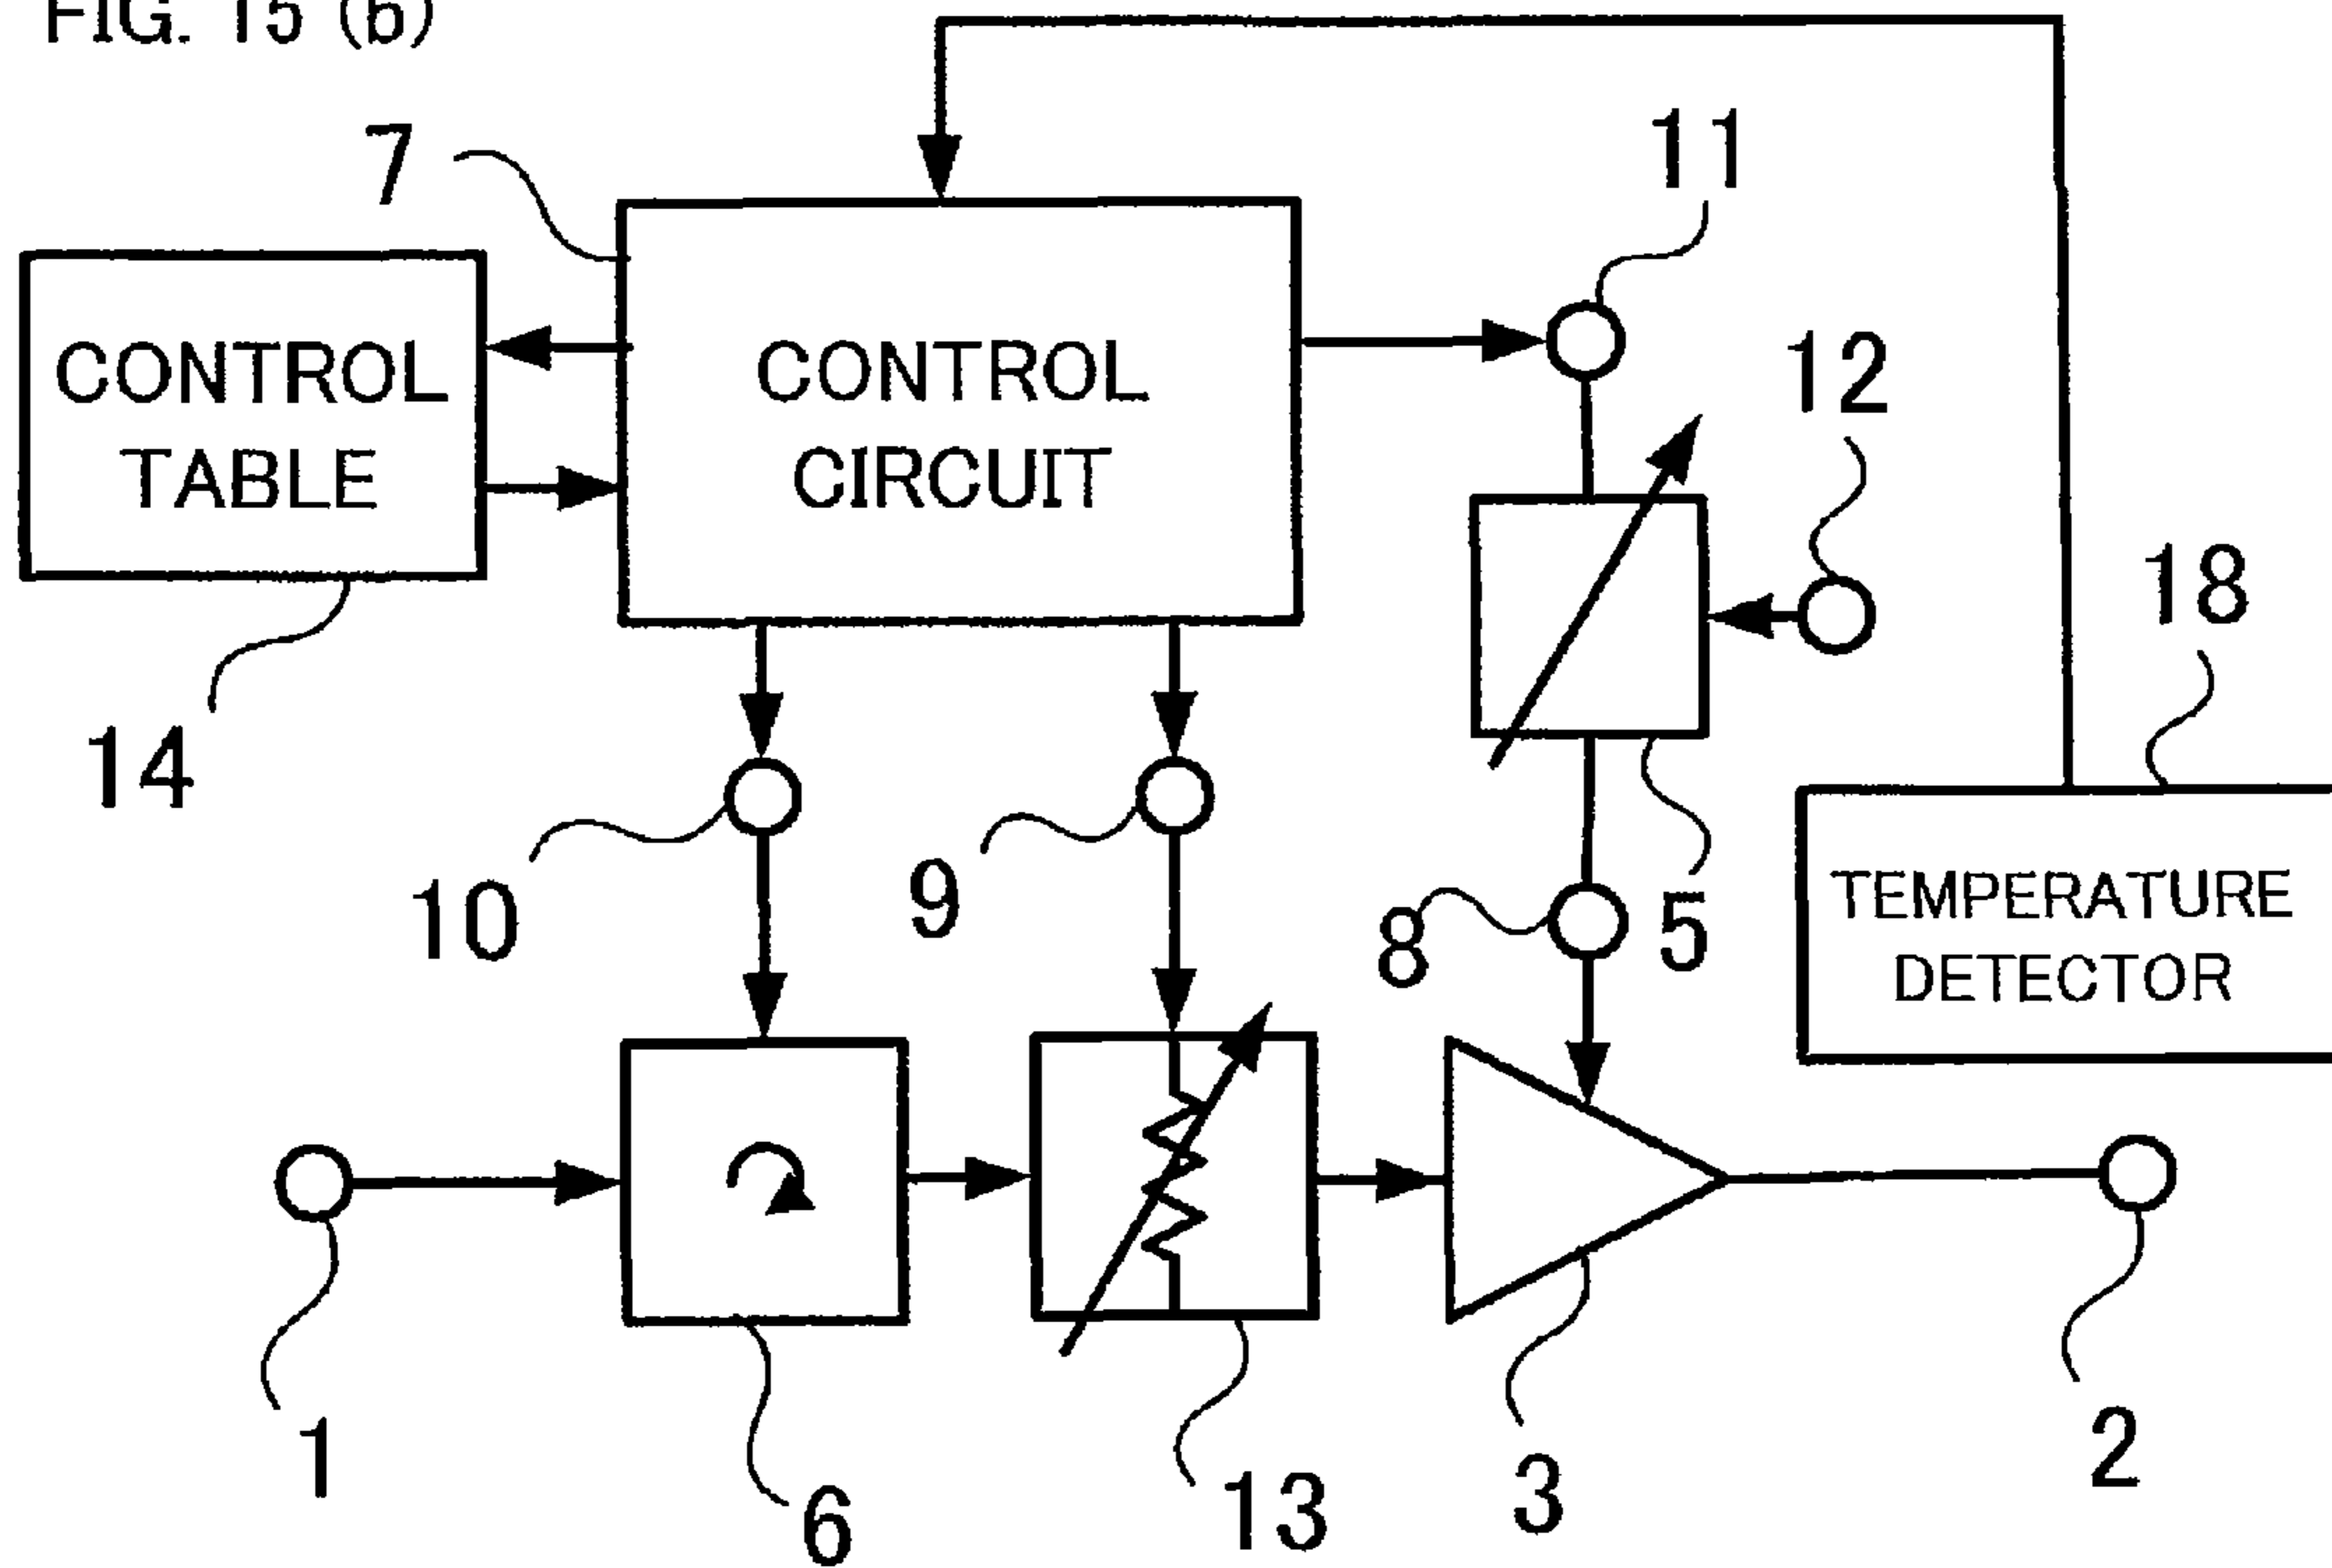 FIG. 15 (b)
7
11
12
CONTROL
TABLE
CONTROL
CIRCUIT
18
14
10
9
8
5
TEMPERATURE
DETECTOR
1
6
13
3
2